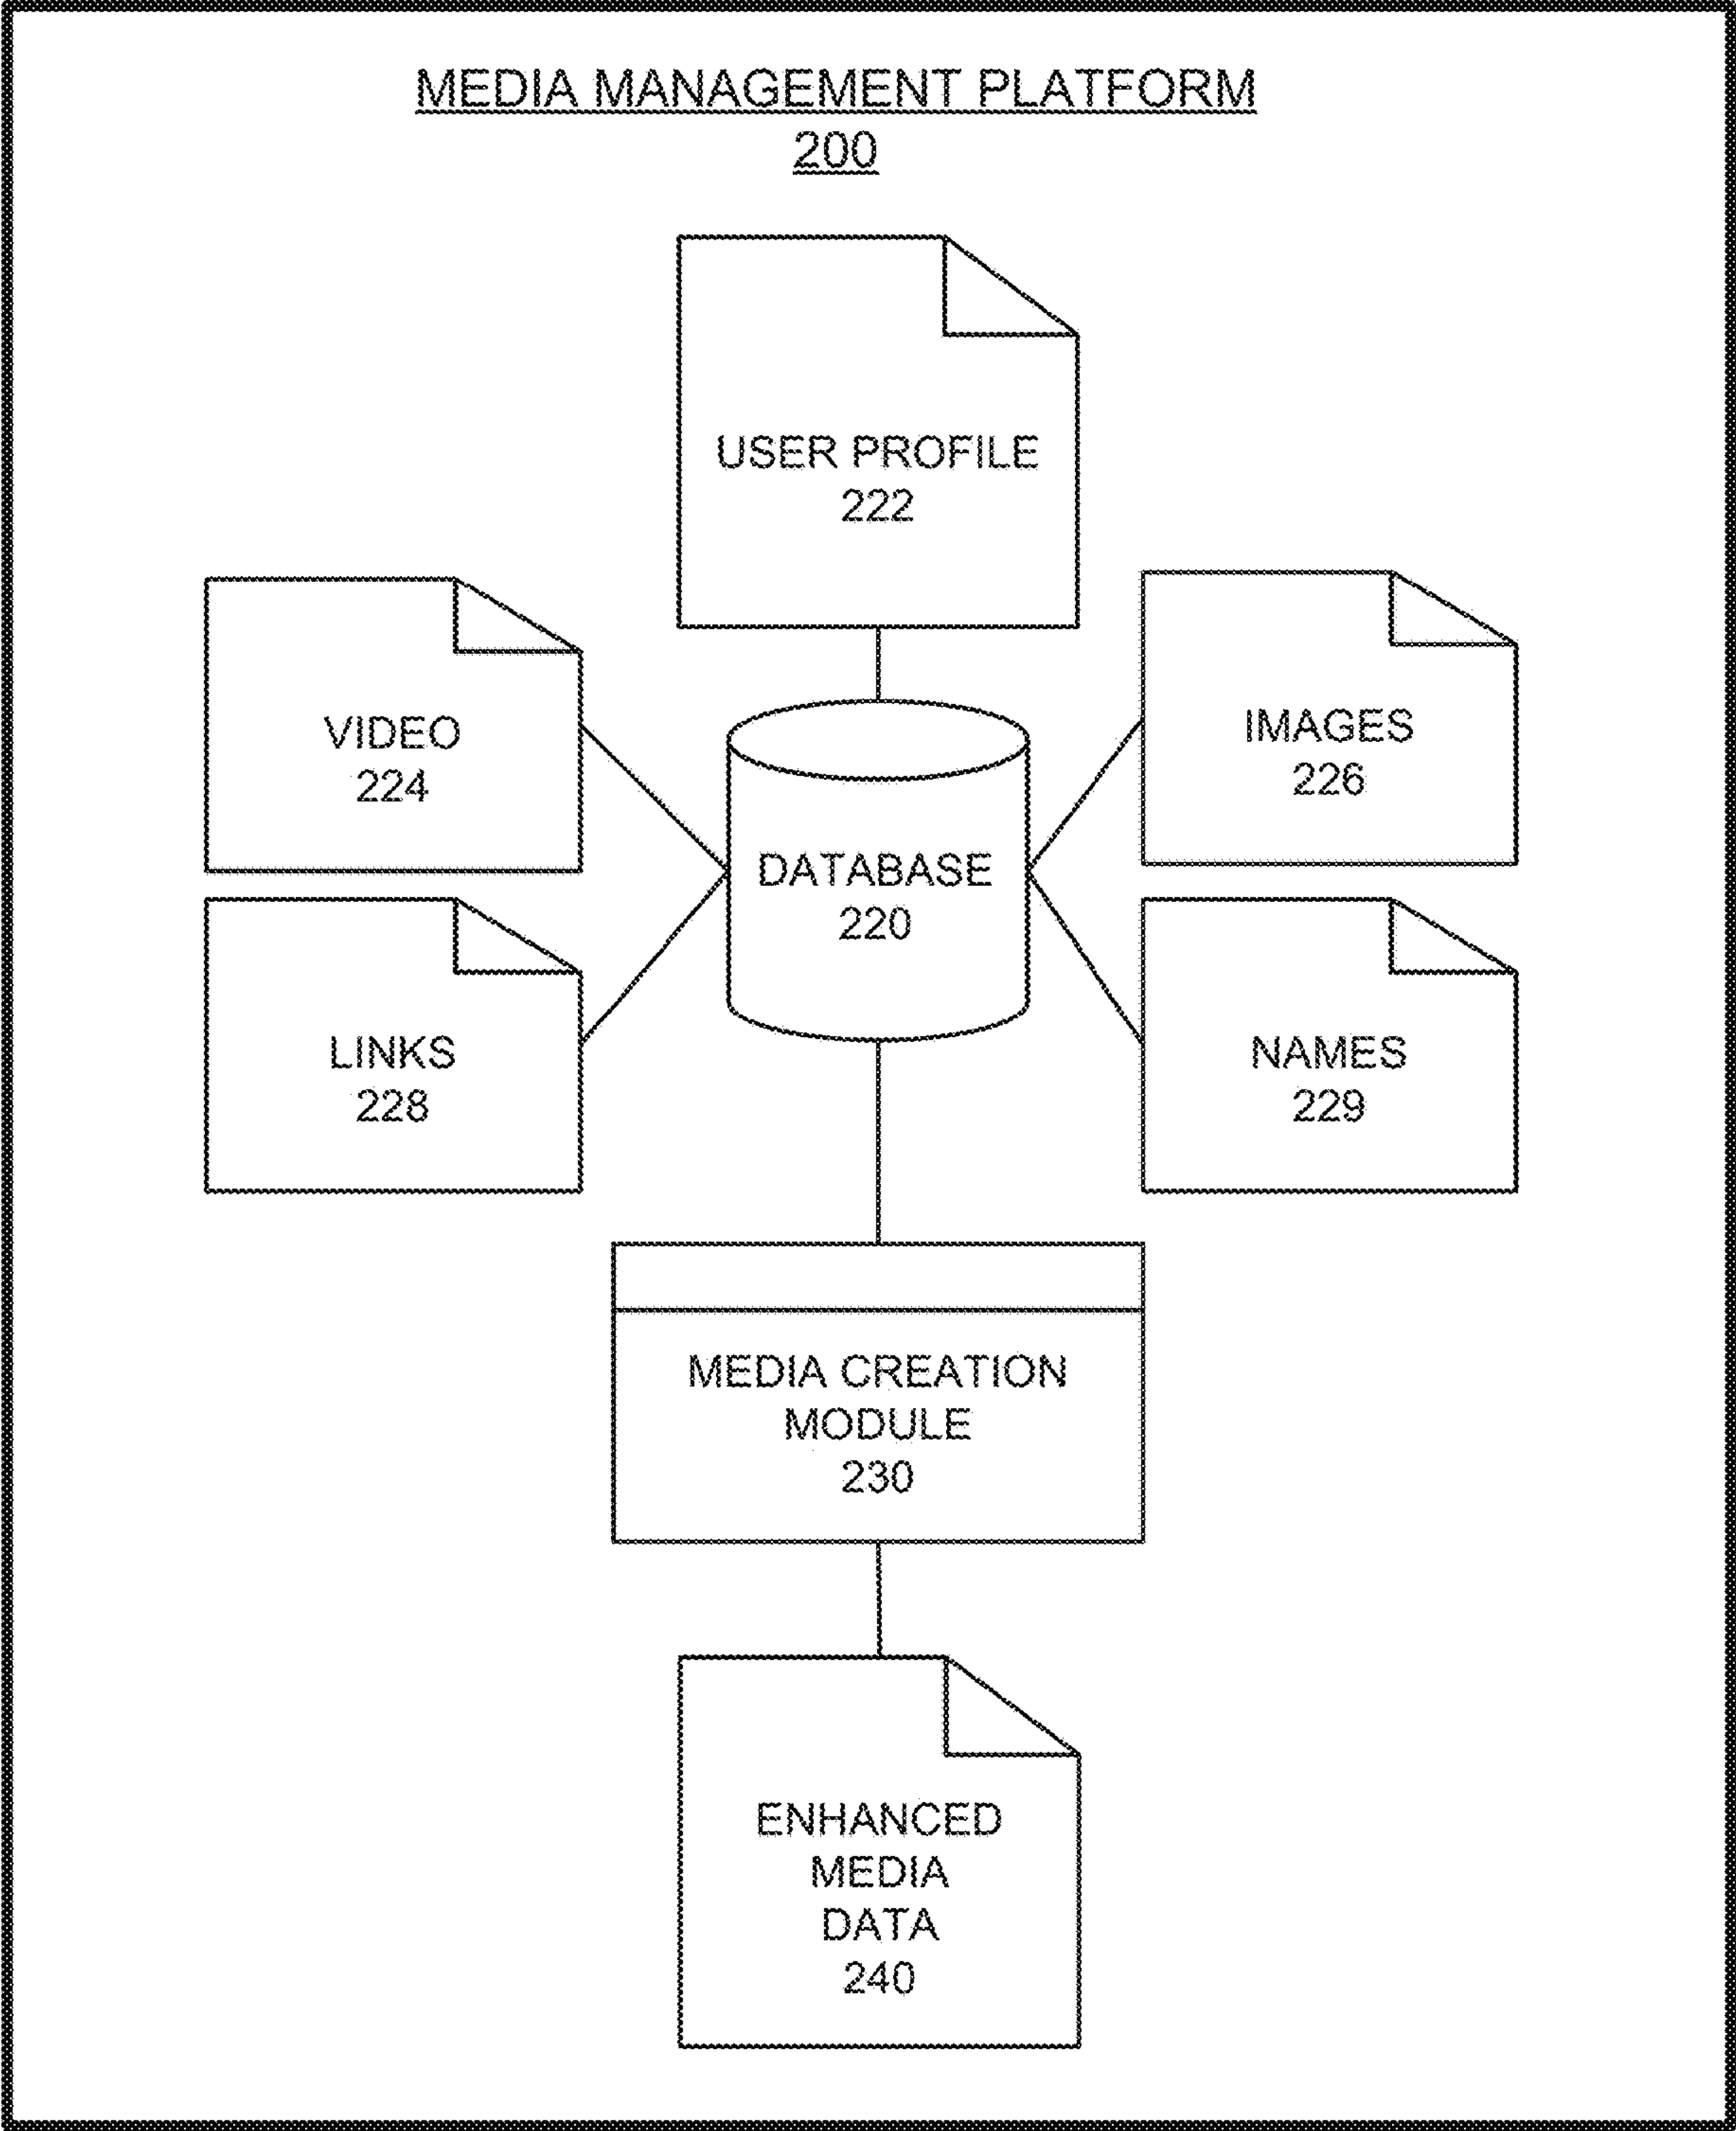 MEDIA MANAGEMENT PLATFORM
200
USER PROFILE
222
VIDEO
224
IMAGES
226
DATABASE
220
LINKS
228
NAMES
229
MEDIA CREATION
MODULE
230
ENHANCED
MEDIA
DATA
240